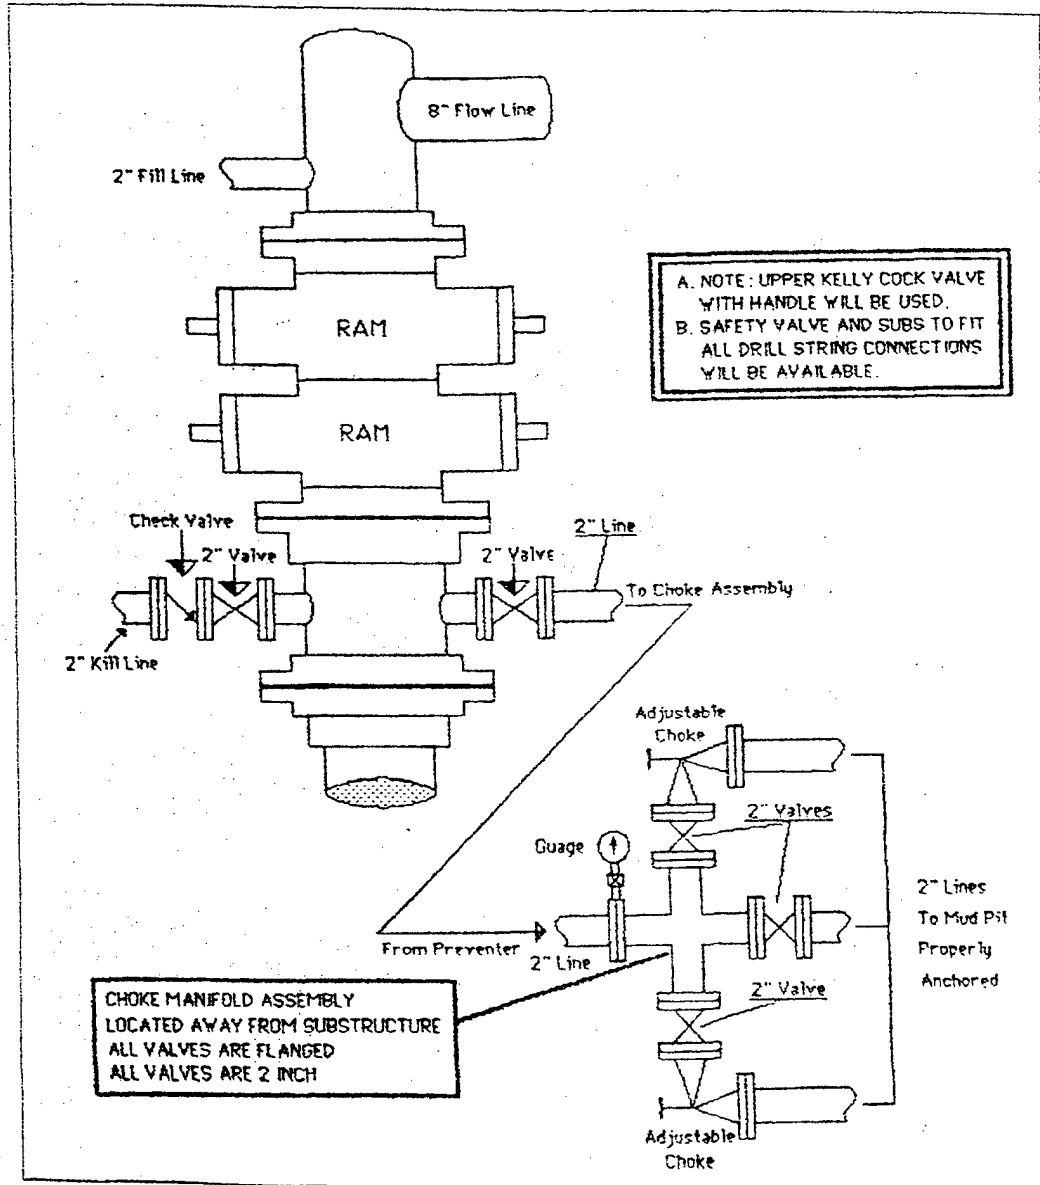 8" Flow Line
2" Fill Line
A. NOTE: UPPER KELLY COCK VALVE
WITH HANDLE WILL BE USED.
B. SAFETY VALVE AND SUBS TO FIT
ALL DRILL STRING CONNECTIONS
WILL BE AVAILABLE.
RAM
RAM
Check Valve
2" Valve
2" Valve
2" Line
To Choke Assembly
2" Kill Line
Adjustable
Choke
2" Valves
Guage
2" Lines
To Mud Pit
Properly
Anchored
From Preventer
2" Line
2" Valve
CHOKE MANIFOLD ASSEMBLY
LOCATED AWAY FROM SUBSTRUCTURE
ALL VALVES ARE FLANGED
ALL VALVES ARE 2 INCH
Adjustable
Choke